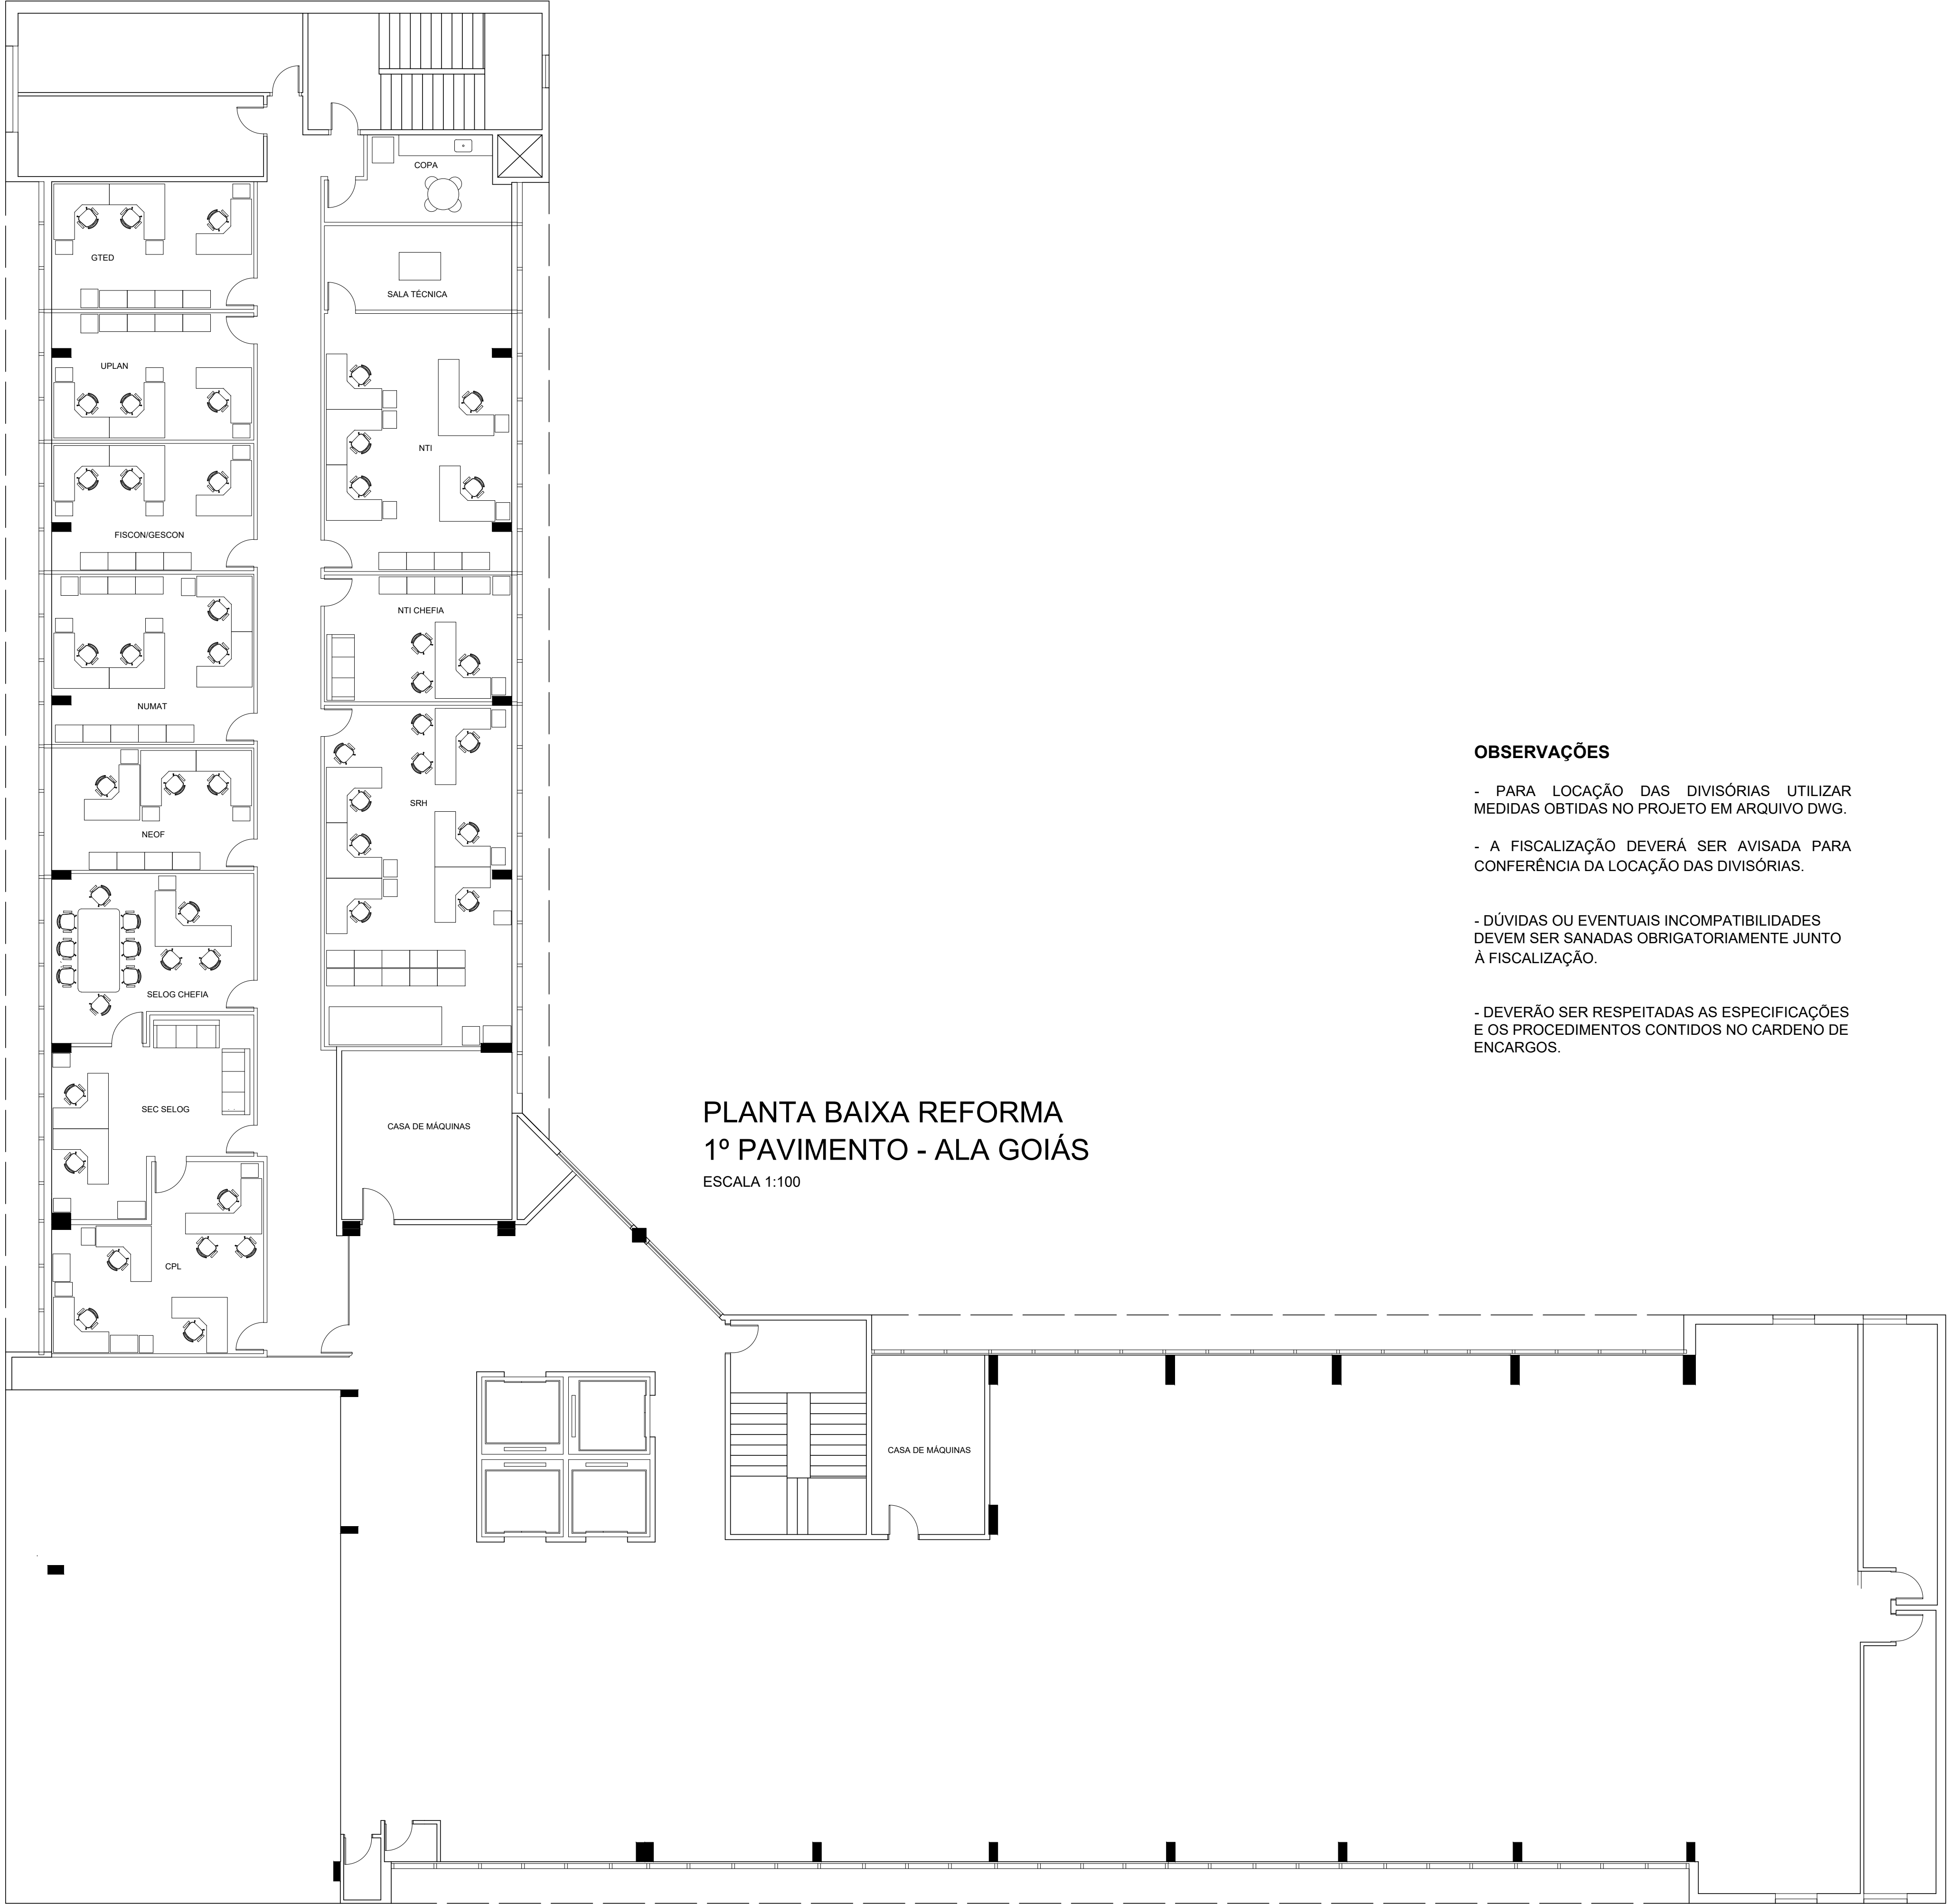 COPA
GTED
SALA TÉCNICA
UPLAN
NTI
FISCON/GESCON
NTI CHEFIA
NUMAT
SRH
NEOF
SELOG CHEFIA
SEC SELOG
CASA DE MÁQUINAS
CPL
OBSERVAÇÕES
- PARA LOCAÇÃO DAS DIVISÓRIAS UTILIZAR
MEDIDAS OBTIDAS NO PROJETO EM ARQUIVO DWG.
- A FISCALIZAÇÃO DEVERÁ SER AVISADA PARA
CONFERÊNCIA DA LOCAÇÃO DAS DIVISÓRIAS.
- DÚVIDAS OU EVENTUAIS INCOMPATIBILIDADES
DEVEM SER SANADAS OBRIGATORIAMENTE JUNTO
À FISCALIZAÇÃO.
- DEVERÃO SER RESPEITADAS AS ESPECIFICAÇÕES
E OS PROCEDIMENTOS CONTIDOS NO CARDENO DE
ENCARGOS.
PLANTA BAIXA REFORMA
1º PAVIMENTO - ALA GOIÁS
ESCALA 1:100
CASA DE MÁQUINAS